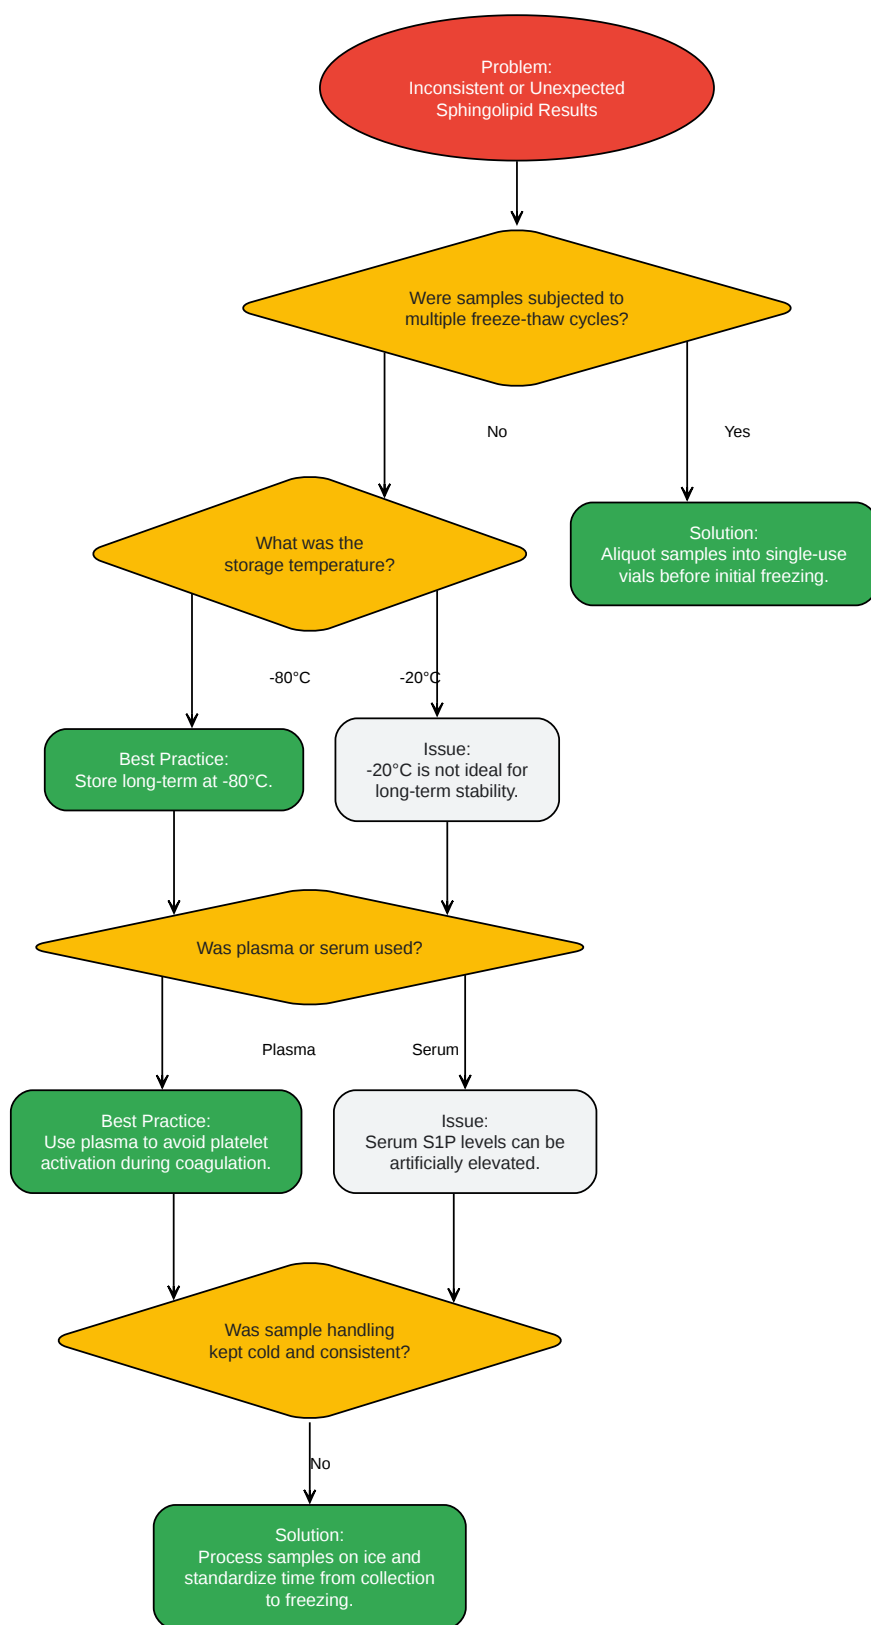 Problem:
Inconsistent or Unexpected
Sphingolipid Results
Were samples subjected to
multiple freeze-thaw cycles?
No
Yes
What was the
storage temperature?
Solution:
Aliquot samples into single-use
vials before initial freezing.
-80°C
-20°C
Best Practice:
Store long-term at -80°C.
Issue:
-20°C is not ideal for
long-term stability.
Was plasma or serum used?
Plasma
Serum
Best Practice:
Use plasma to avoid platelet
activation during coagulation.
Issue:
Serum S1P levels can be
artificially elevated.
Was sample handling
kept cold and consistent?
No
Solution:
Process samples on ice and
standardize time from collection
to freezing.